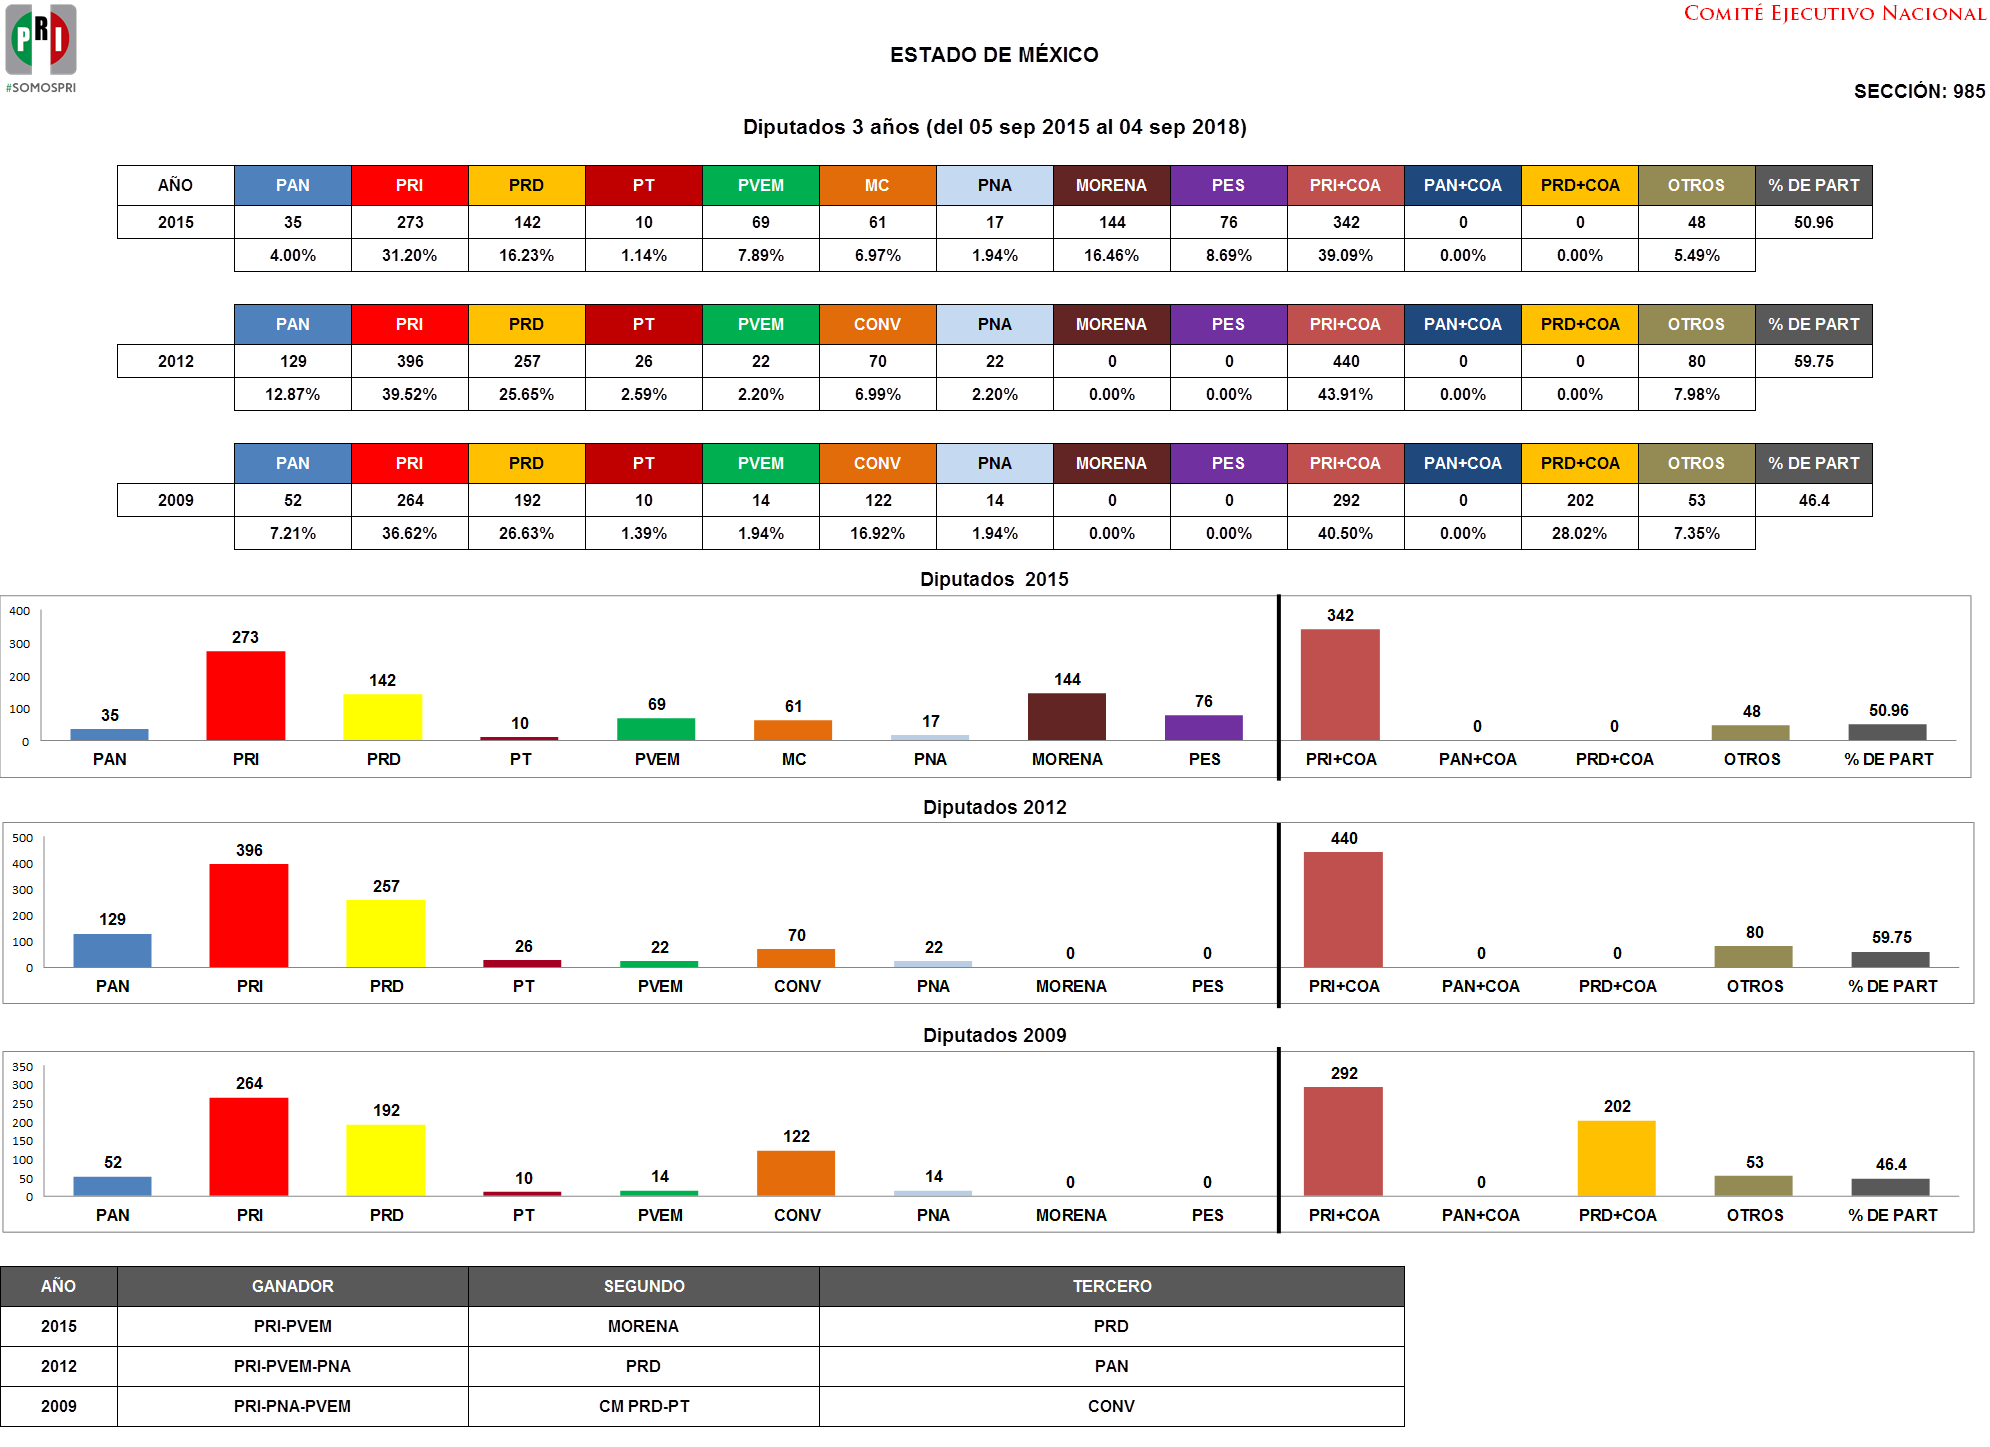 PRI
#SOMOSPRI
COMITÉ EJECUTIVO NACIONAL
ESTADO DE MÉXICO
SECCIÓN: 985
Diputados 3 años (del 05 sep 2015 al 04 sep 2018)
AÑO PAN PRI PRD PT PVEM MC PNA MORENA PES PRI+COA PAN+COA PRD+COA OTROS % DE PART
2015 35 273 142 10 69 61 17 144 76 342 0 0 48 50.96
4.00% 31.20% 16.23% 1.14% 7.89% 6.97% 1.94% 16.46% 8.69% 39.09% 0.00% 0.00% 5.49%
PAN PRI PRD PT PVEM CONV PNA MORENA PES PRI+COA PAN+COA PRD+COA OTROS % DE PART
2012 129 396 257 26 22 70 22 0 0 440 0 0 80 59.75
12.87% 39.52% 25.65% 2.59% 2.20% 6.99% 2.20% 0.00% 0.00% 43.91% 0.00% 0.00% 7.98%
PAN PRI PRD PT PVEM CONV PNA MORENA PES PRI+COA PAN+COA PRD+COA OTROS % DE PART
2009 52 264 192 10 14 122 14 0 0 292 0 202 53 46.4
7.21% 36.62% 26.63% 1.39% 1.94% 16.92% 1.94% 0.00% 0.00% 40.50% 0.00% 28.02% 7.35%
Diputados 2015
400
300
200
100
0
35 273 142 10 69 61 17 144 76 342 0 0 48 50.96
PAN PRI PRD PT PVEM MC PNA MORENA PES PRI+COA PAN+COA PRD+COA OTROS % DE PART
Diputados 2012
500
400
300
200
100
0
129 396 257 26 22 70 22 0 0 440 0 0 80 59.75
PAN PRI PRD PT PVEM CONV PNA MORENA PES PRI+COA PAN+COA PRD+COA OTROS % DE PART
Diputados 2009
350
300
250
200
150
100
50
0
52 264 192 10 14 122 14 0 0 292 0 202 53 46.4
PAN PRI PRD PT PVEM CONV PNA MORENA PES PRI+COA PAN+COA PRD+COA OTROS % DE PART
AÑO GANADOR SEGUNDO TERCERO
2015 PRI-PVEM MORENA PRD
2012 PRI-PVEM-PNA PRD PAN
2009 PRI-PNA-PVEM CM PRD-PT CONV